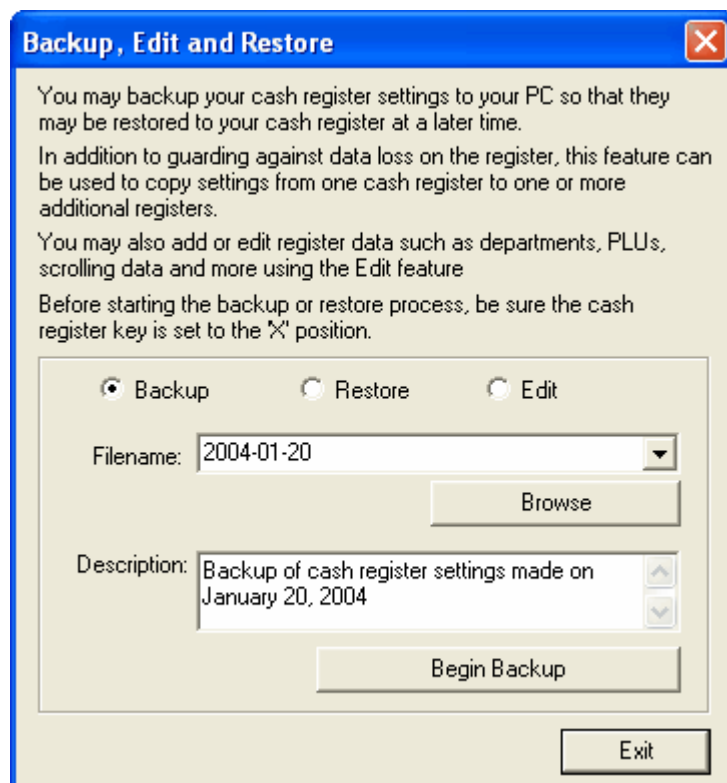 Backup, Edit and Restore
You may backup your cash register settings to your PC so that they
may be restored to your cash register at a later time.
In addition to guarding against data loss on the register, this feature can
be used to copy settings from one cash register to one or more
additional registers.
You may also add or edit register data such as departments, PLUs,
scrolling data and more using the Edit feature
Before starting the backup or restore process, be sure the cash
register key is set to the 'X' position.
Backup Restore Edit
Filename: 2004-01-20
Browse
Description: Backup of cash register settings made on
January 20, 2004
Begin Backup
Exit